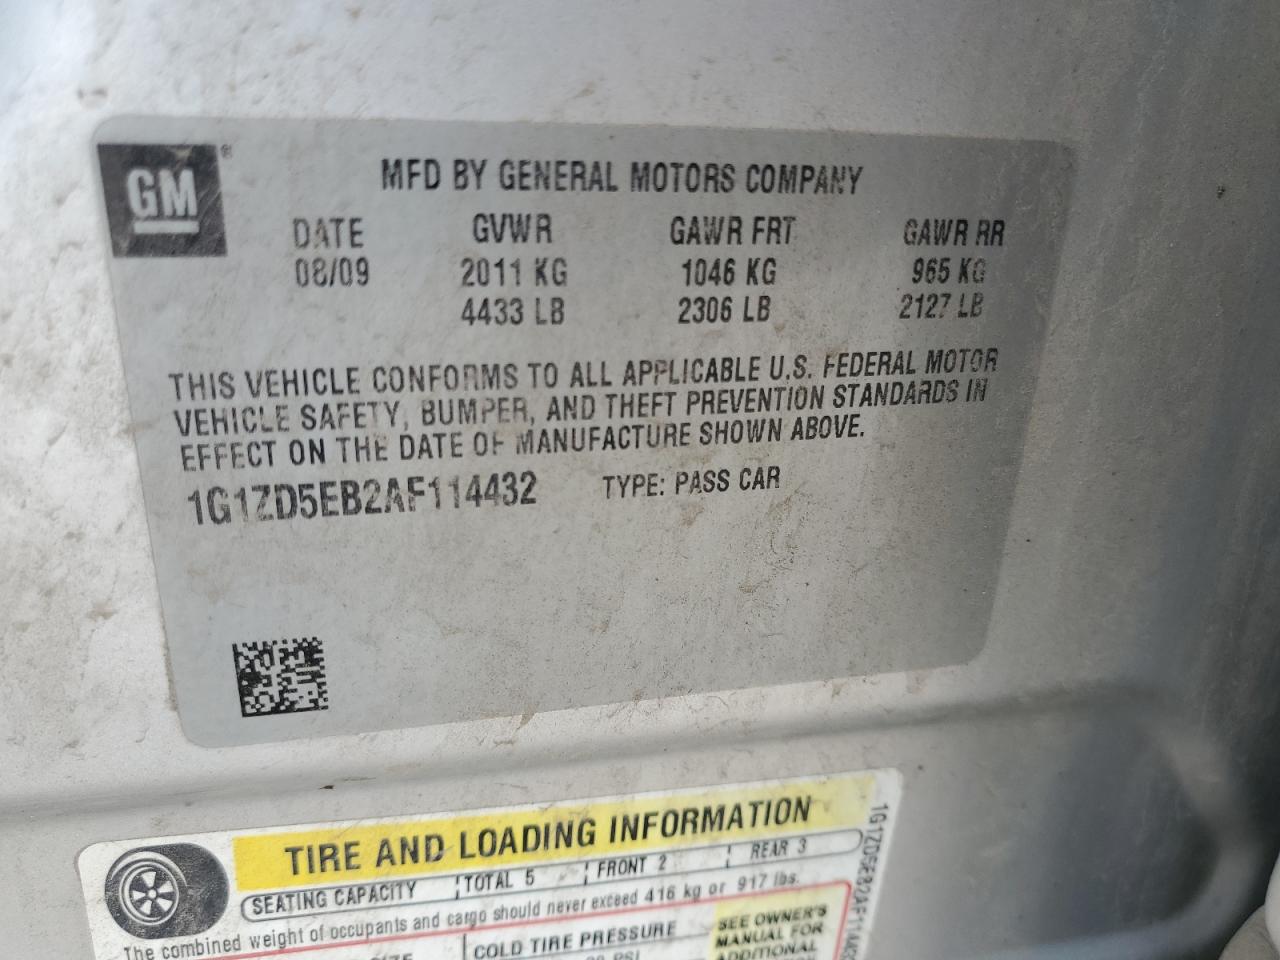 GM®
MFD BY GENERAL MOTORS COMPANY
DATE GVWR GAWR FRT GAWR RR
08/09 2011 KG 1046 KG 965 KG
4433 LB 2306 LB 2127 LB
THIS VEHICLE CONFORMS TO ALL APPLICABLE U.S. FEDERAL MOTOR
VEHICLE SAFETY, BUMPER, AND THEFT PREVENTION STANDARDS IN
EFFECT ON THE DATE OF MANUFACTURE SHOWN ABOVE.
1G1ZD5EB2AF114432 TYPE: PASS CAR
TIRE AND LOADING INFORMATION
SEATING CAPACITY TOTAL 5 FRONT 2 REAR 3
The combined weight of occupants and cargo should never exceed 416 kg or 917 lbs.
COLD TIRE PRESSURE
PSI
SEE OWNER'S
MANUAL FOR
ADDITIONAL